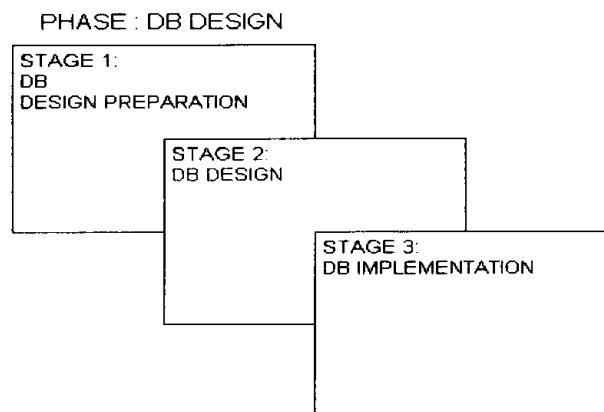 PHASE : DB DESIGN
STAGE 1:
DB
DESIGN PREPARATION
STAGE 2:
DB DESIGN
STAGE 3:
DB IMPLEMENTATION